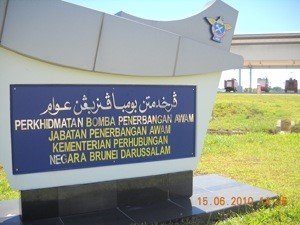 ڤرخدمتن بومبا ڤنربڠن عوام
PERKHIDMATAN BOMBA PENERBANGAN AWAM
JABATAN PENERBANGAN AWAM
KEMENTERIAN PERHUBUNGAN
NEGARA BRUNEI DARUSSALAM
15.06.2010